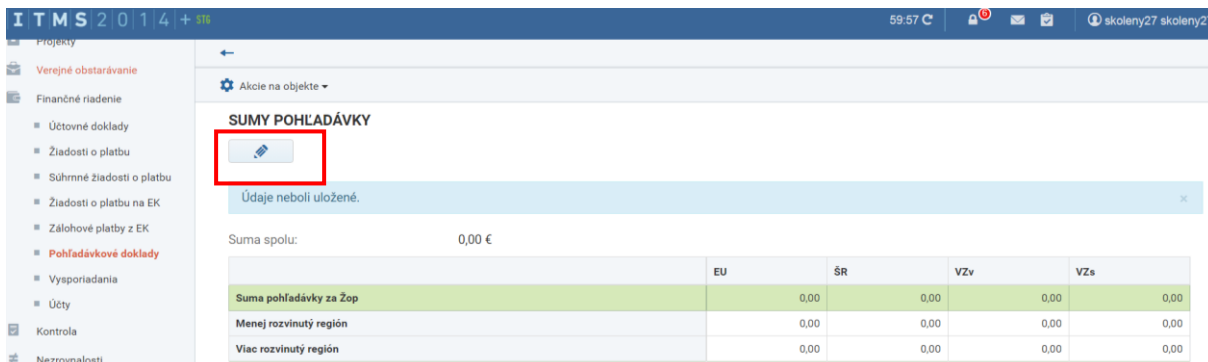 ITMS2014+ STG
59:57
6
skoleny27 skoleny2
Projekty
Verejné obstarávanie
Finančné riadenie
Účtovné doklady
Žiadosti o platbu
Súhrnné žiadosti o platbu
Žiadosti o platbu na EK
Zálohové platby z EK
Pohľadávkové doklady
Vysporiadania
Účty
Kontrola
Nezrovnalosti
Akcie na objekte
SUMY POHĽADÁVKY
Údaje neboli uložené.
Suma spolu: 0,00 €
EU ŠR VZv VZs
Suma pohľadávky za Žop 0,00 0,00 0,00 0,00
Menej rozvinutý región 0,00 0,00 0,00 0,00
Viac rozvinutý región 0,00 0,00 0,00 0,00